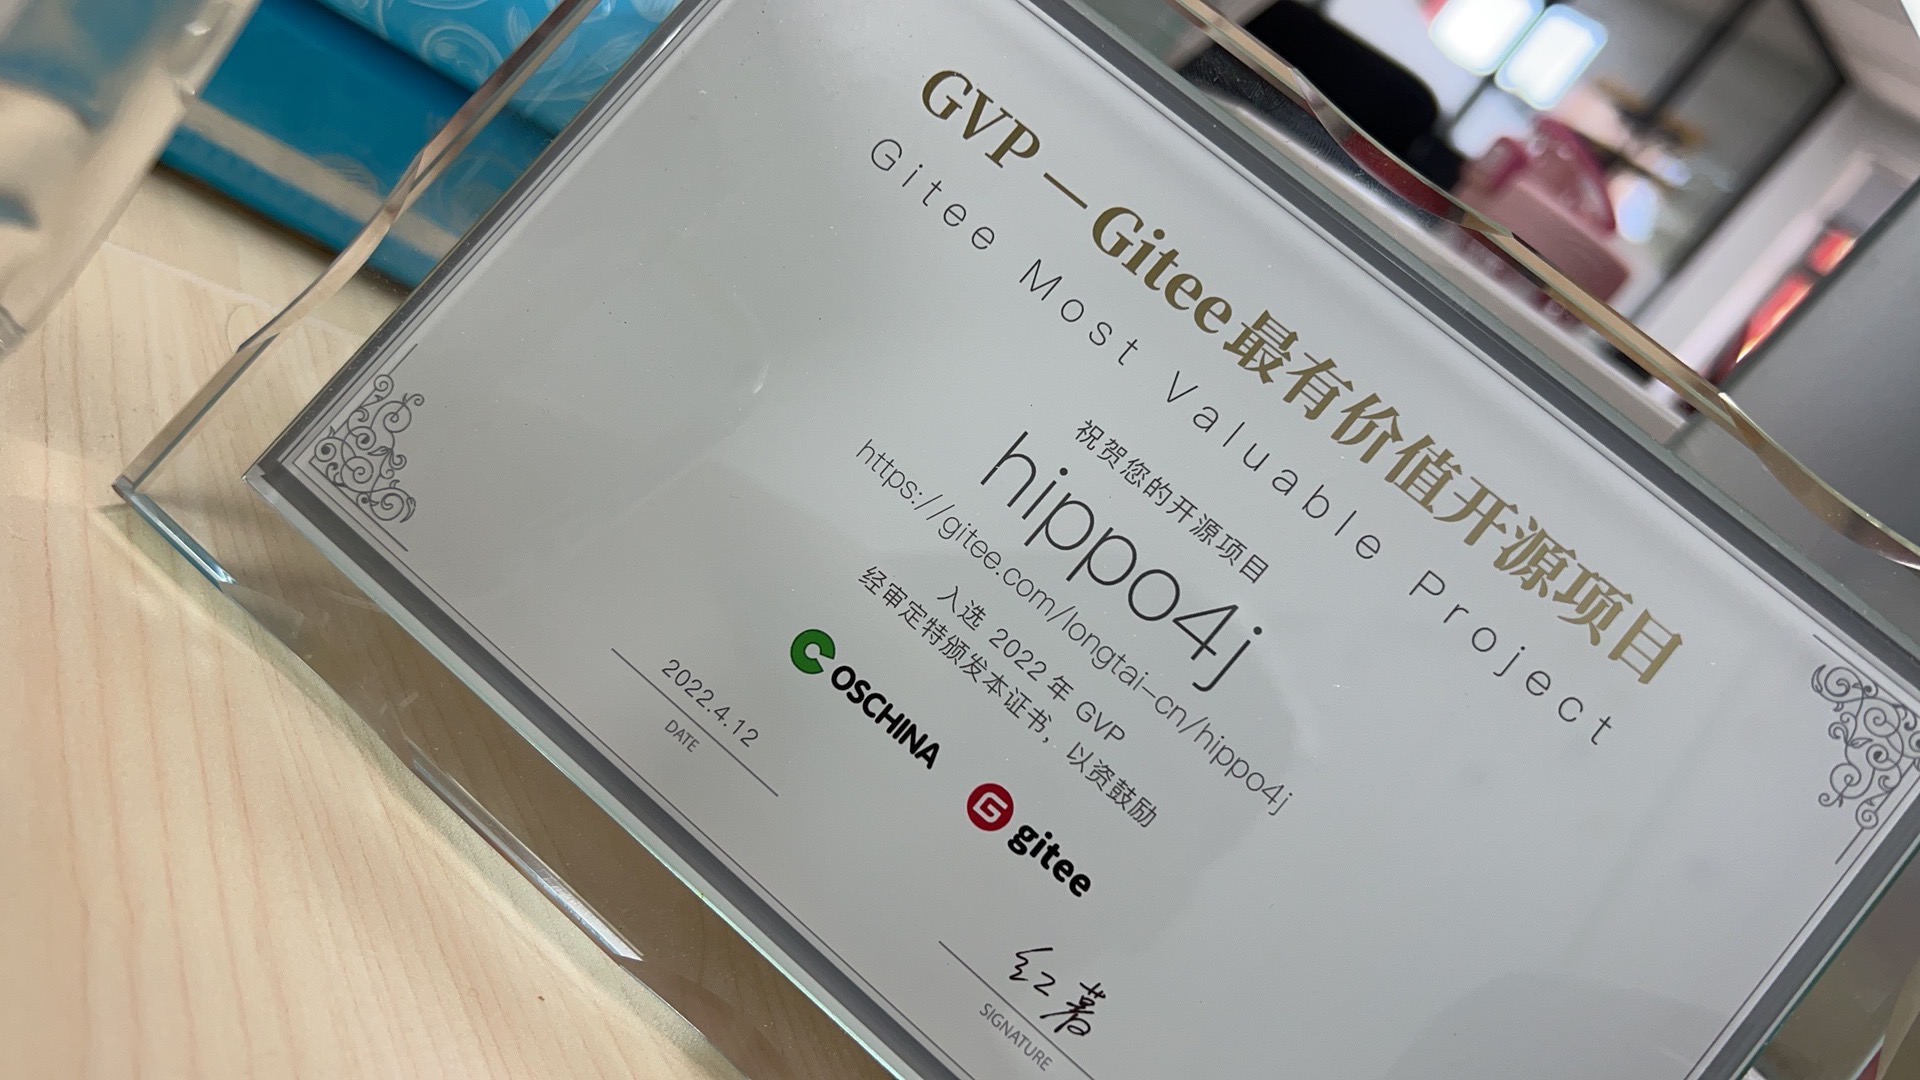 GVP — Gitee最有价值开源项目
Gitee Most Valuable Project
祝贺您的开源项目
hippo4j
https://gitee.com/longtai-cn/hippo4j
入选 2022 年 GVP
经审定特颁发本证书，以资鼓励
OSCHINA
gitee
2022.4.12
DATE
红薯
SIGNATURE